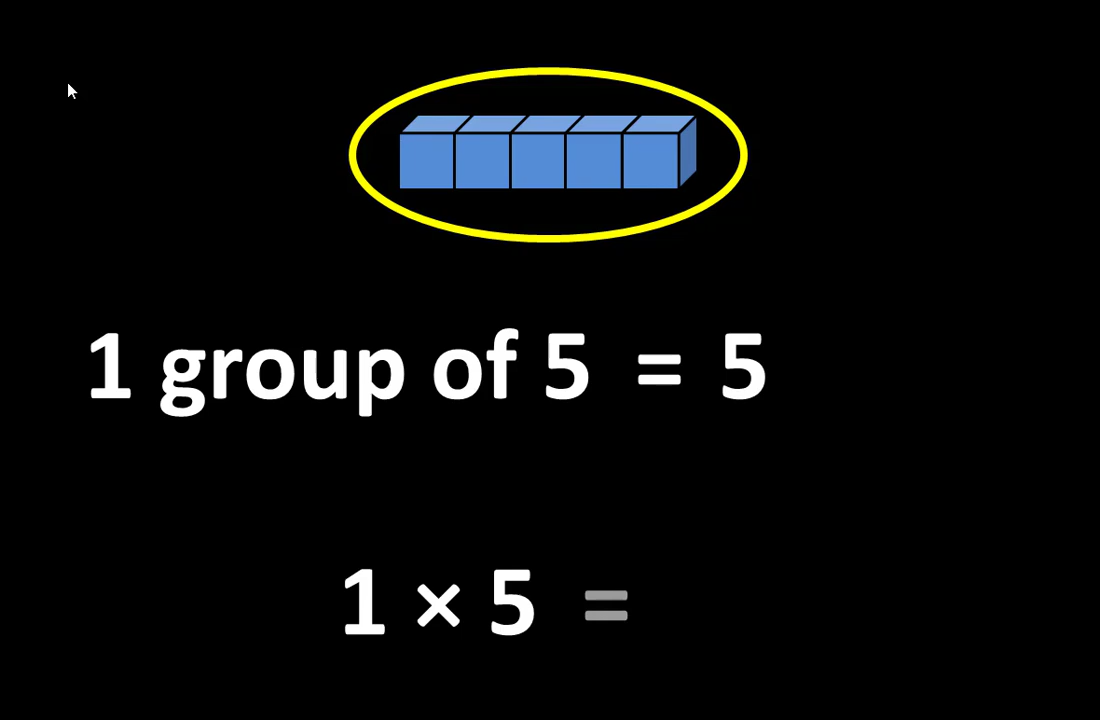 1 group of 5 = 5
1 × 5 =